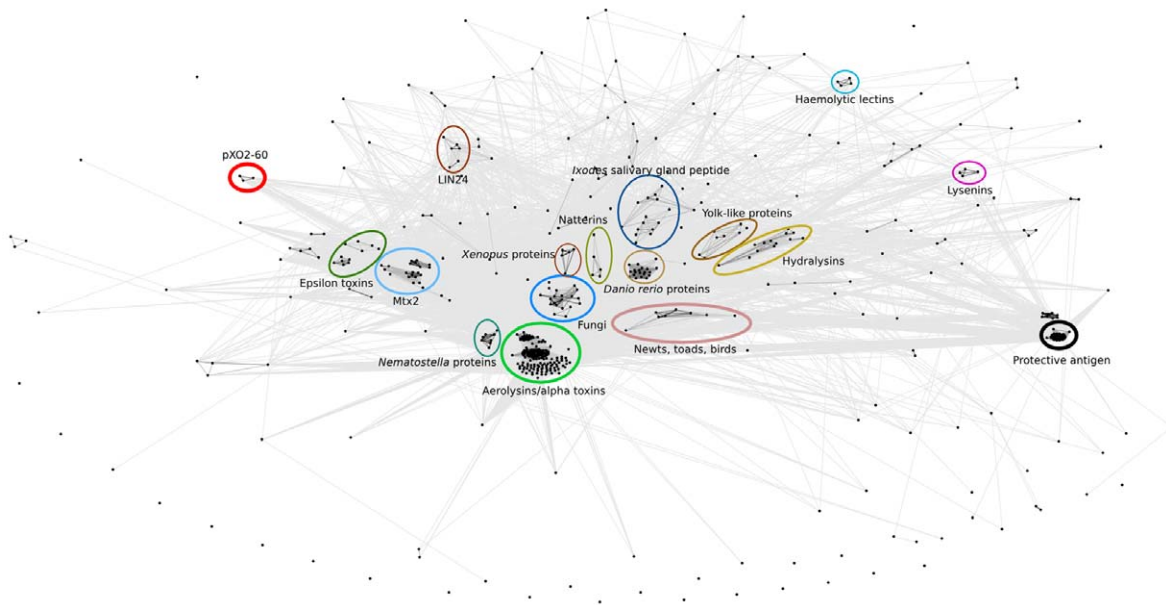 Haemolytic lectins
pXO2-60
LIN24
Ixodes salivary gland peptide
Lysenins
Natterins
Yolk-like proteins
Xenopus proteins
Hydralysins
Epsilon toxins
Danio rerio proteins
Mtx2
Fungi
Newts, toads, birds
Nematostella proteins
Protective antigen
Aerolysins/alpha toxins